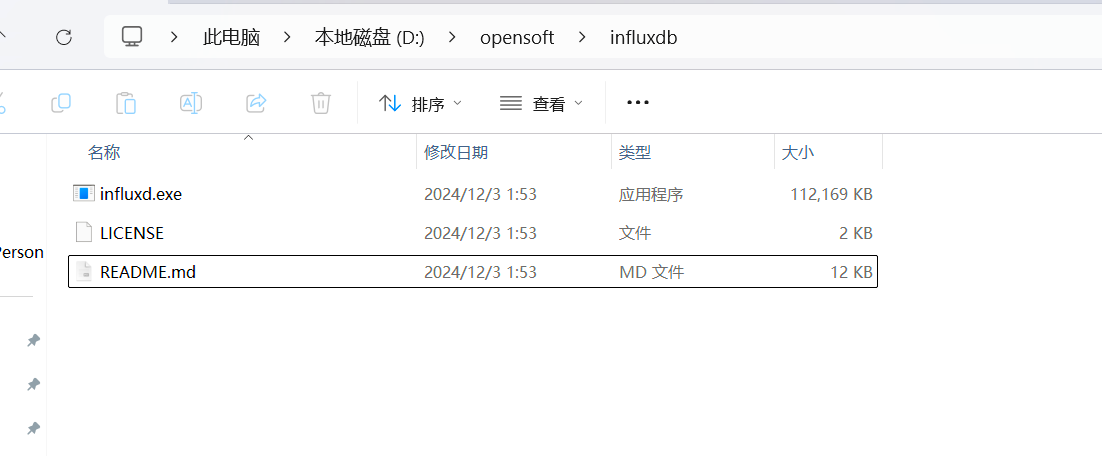 此电脑 > 本地磁盘 (D:) > opensoft > influxdb
排序 查看 •••
名称 修改日期 类型 大小
influxd.exe 2024/12/3 1:53 应用程序 112,169 KB
LICENSE 2024/12/3 1:53 文件 2 KB
Person
README.md 2024/12/3 1:53 MD 文件 12 KB